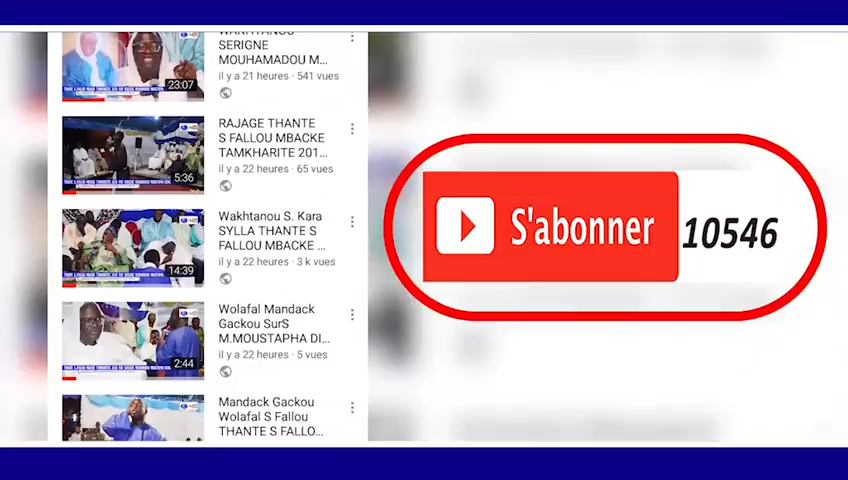 WAKHTANOU
SERIGNE
MOUHAMADOU M...
il y a 21 heures · 541 vues
23:07
RAJAGE THANTE
S FALLOU MBACKE
TAMKHARITE 201...
il y a 22 heures · 65 vues
5:36
Wakhtanou S. Kara
SYLLA THANTE S
FALLOU MBACKE ...
il y a 22 heures · 3 k vues
14:39
Wolafal Mandack
Gackou SurS
M.MOUSTAPHA DI...
il y a 22 heures · 5 vues
2:44
Mandack Gackou
Wolafal S Fallou
THANTE S FALLO...
S'abonner 10546